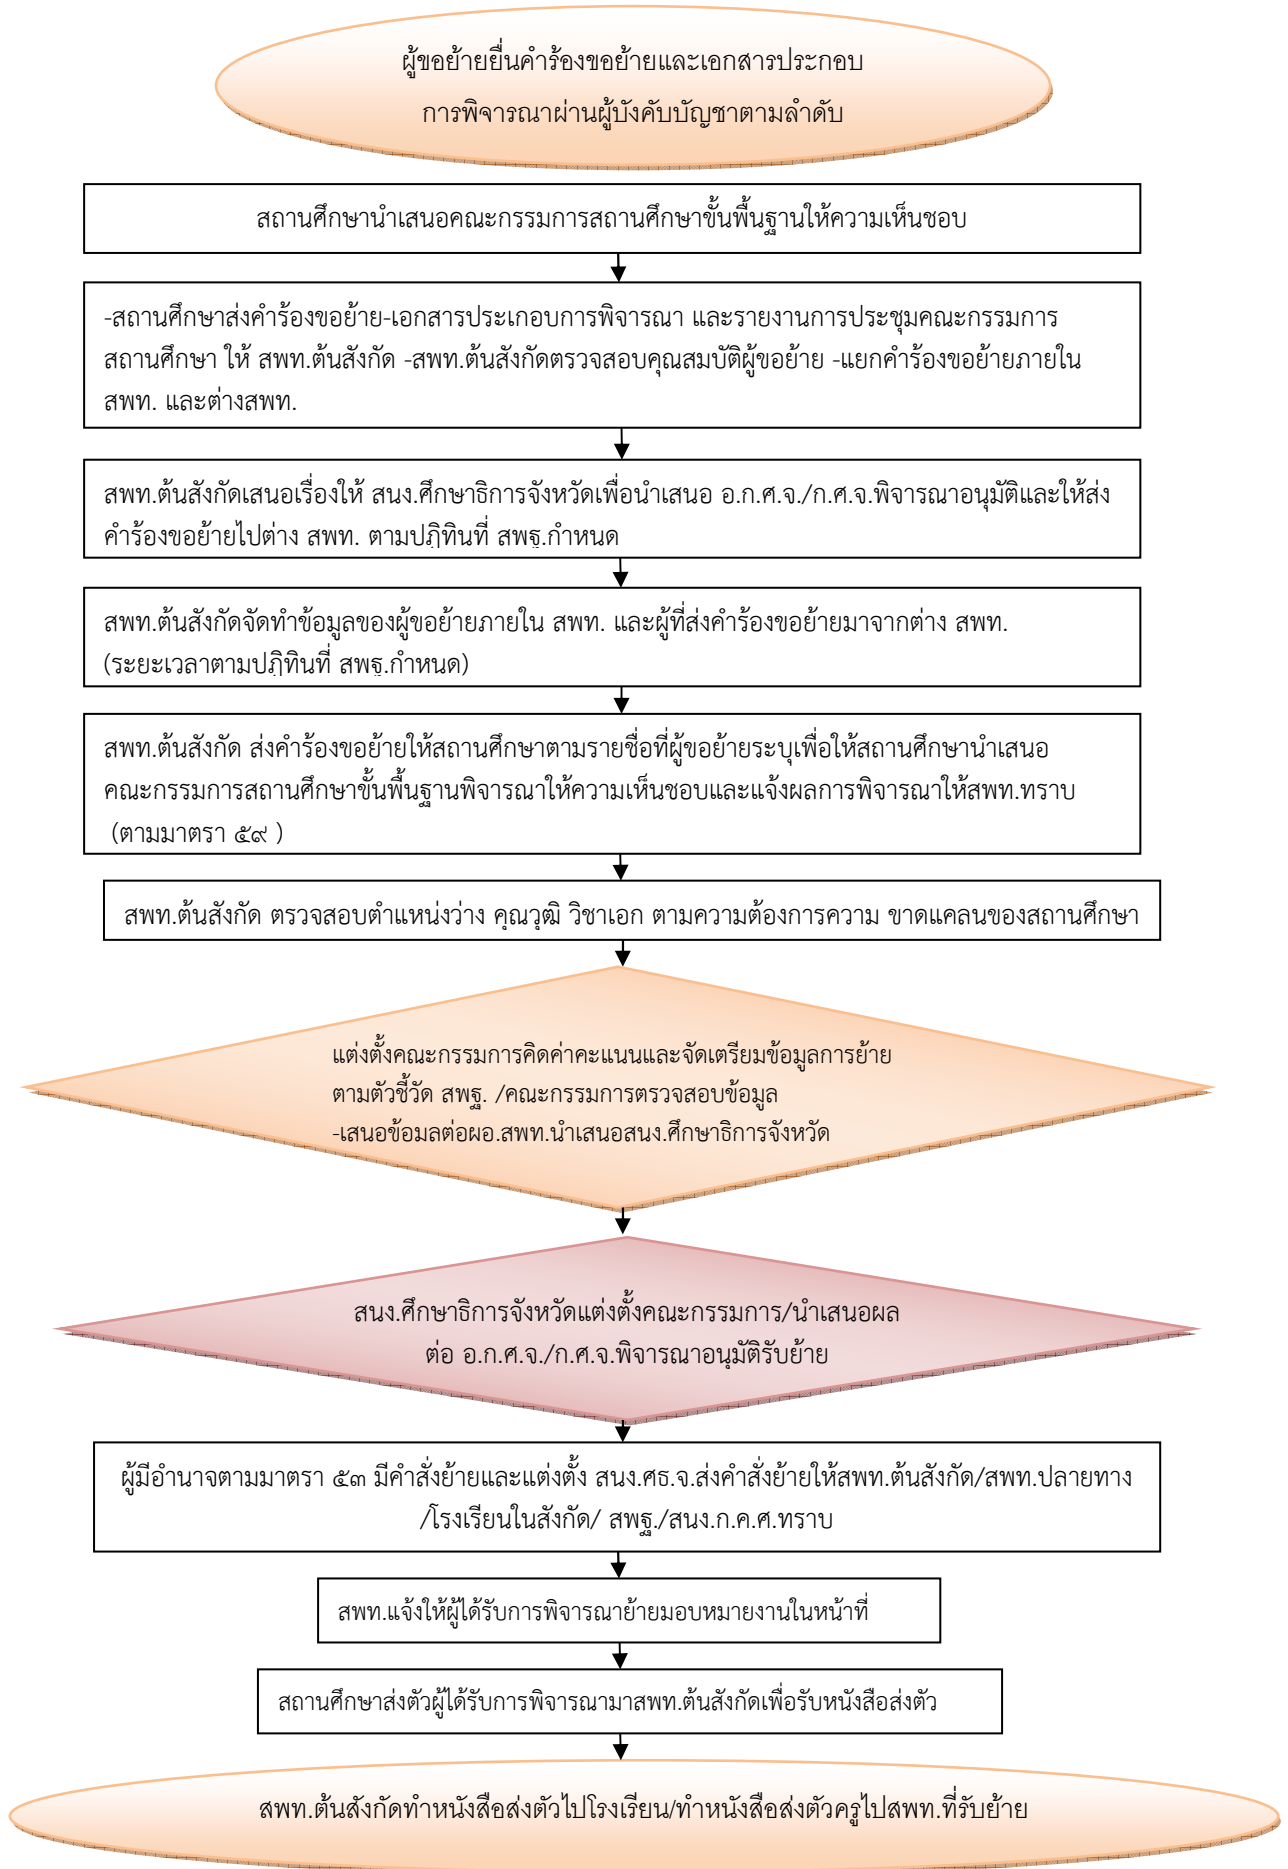 ผู้ขอย้ายยื่นคำร้องขอย้ายและเอกสารประกอบ
การพิจารณาผ่านผู้บังคับบัญชาตามลำดับ
สถานศึกษานำเสนอคณะกรรมการสถานศึกษาขั้นพื้นฐานให้ความเห็นชอบ
-สถานศึกษาส่งคำร้องขอย้าย-เอกสารประเกอบการพิจารณา และรายงานการประชุมคณะกรรมการ
สถานศึกษา ให้ สพท.ต้นสังกัด -สพท.ต้นสังกัดตรวจสอบคุณสมบัติผู้ขอย้าย -แยกคำร้องขอย้ายภายใน
สพท. และต่างสพท.
สพท.ต้นสังกัดเสนอเรื่องให้ สนง.ศึกษาธิการจังหวัดเพื่อนำเสนอ อ.ก.ศ.จ./ก.ศ.จ.พิจารณาอนุมัติและให้ส่ง
คำร้องขอย้ายไปต่าง สพท. ตามปฏิทินที่ สพฐ.กำหนด
สพท.ต้นสังกัดจัดทำข้อมูลของผู้ขอย้ายภายใน สพท. และผู้ที่ส่งคำร้องขอย้ายมาจากต่าง สพท.
(ระยะเวลาตามปฏิทินที่ สพฐ.กำหนด)
สพท.ต้นสังกัด ส่งคำร้องขอย้ายให้สถานศึกษาตามรายชื่อที่ผู้ขอย้ายระบุเพื่อให้สถานศึกษานำเสนอ
คณะกรรมการสถานศึกษาขั้นพื้นฐานพิจารณาให้ความเห็นชอบและแจ้งผลการพิจารณาให้สพท.ทราบ
(ตามมาตรา ๕๙ )
สพท.ต้นสังกัด ตรวจสอบตำแหน่งว่าง คุณวุฒิ วิชาเอก ตามความต้องการความ ขาดแคลนของสถานศึกษา
แต่งตั้งคณะกรรมการคิดค่าคะแนนและจัดเตรียมข้อมูลการย้าย
ตามตัวชี้วัด สพฐ. /คณะกรรมการตรวจสอบข้อมูล
-เสนอข้อมูลต่อผอ.สพท.นำเสนอสนง.ศึกษาธิการจังหวัด
สนง.ศึกษาธิการจังหวัดแต่งตั้งคณะกรรมการ/นำเสนอผล
ต่อ อ.ก.ศ.จ./ก.ศ.จ.พิจารณาอนุมัติรับย้าย
ผู้มีอำนาจตามมาตรา ๕๓ มีคำสั่งย้ายและแต่งตั้ง สนง.ศธ.จ.ส่งคำสั่งย้ายให้สพท.ต้นสังกัด/สพท.ปลายทาง
/โรงเรียนในสังกัด/ สพฐ./สนง.ก.ค.ศ.ทราบ
สพท.แจ้งให้ผู้ได้รับการพิจารณาย้ายมอบหมายงานในหน้าที่
สถานศึกษาส่งตัวผู้ได้รับการพิจารณามาสพท.ต้นสังกัดเพื่อรับหนังสือส่งตัว
สพท.ต้นสังกัดทำหนังสือส่งตัวไปโรงเรียน/ทำหนังสือส่งตัวครูไปสพท.ที่รับย้าย